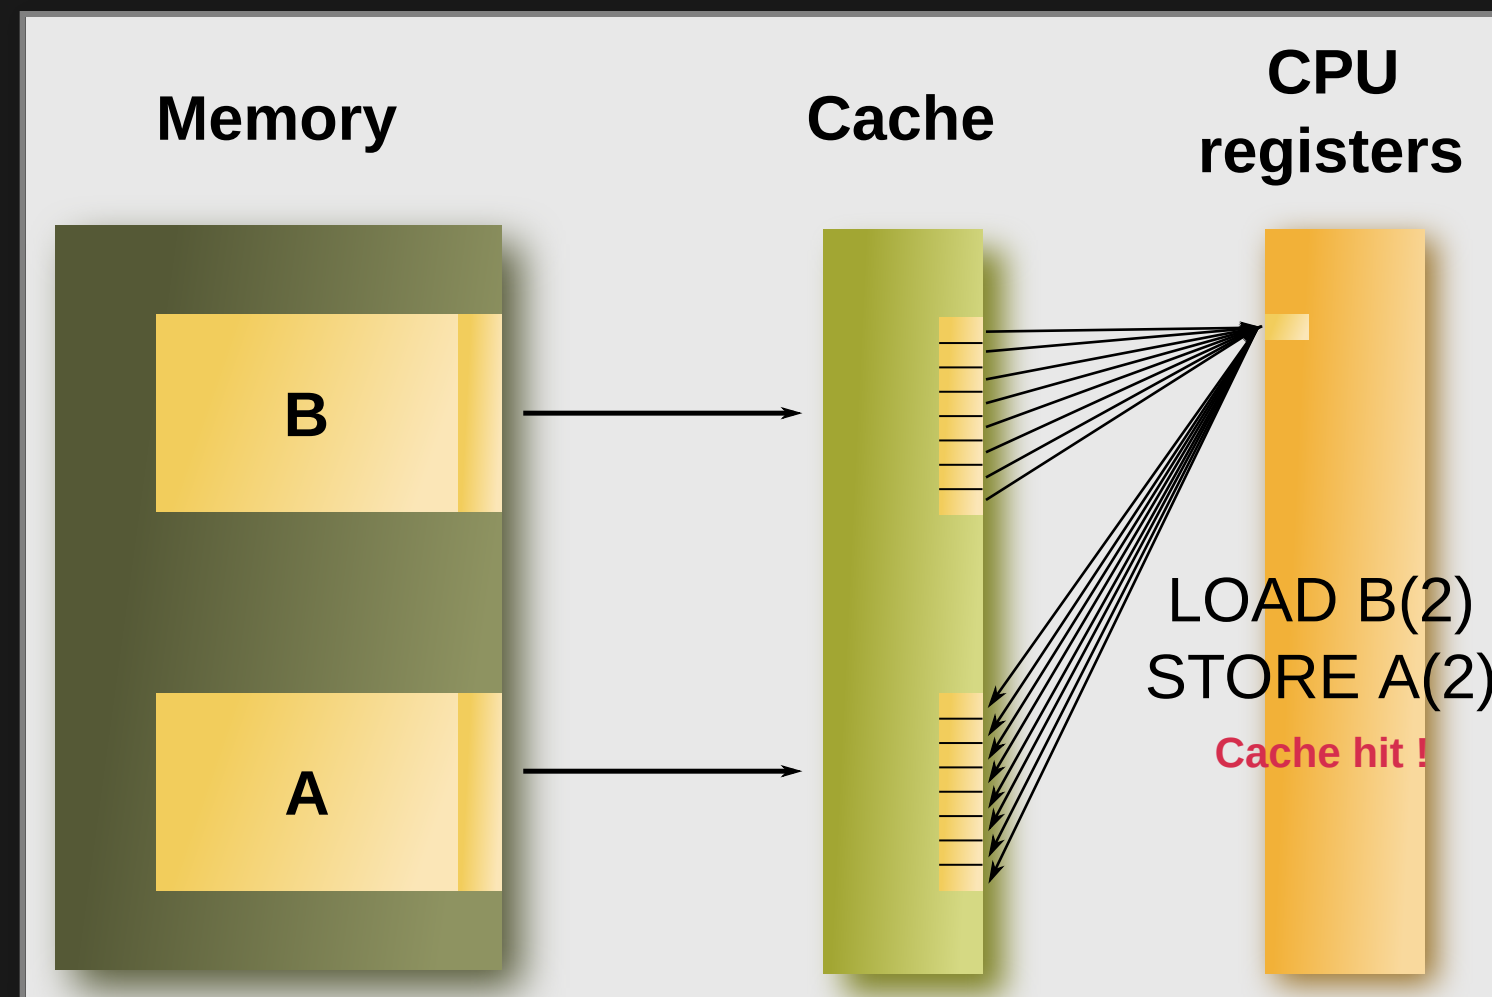 Memory
Cache
CPU
registers
B
A
LOAD B(2)
STORE A(2)
Cache hit !